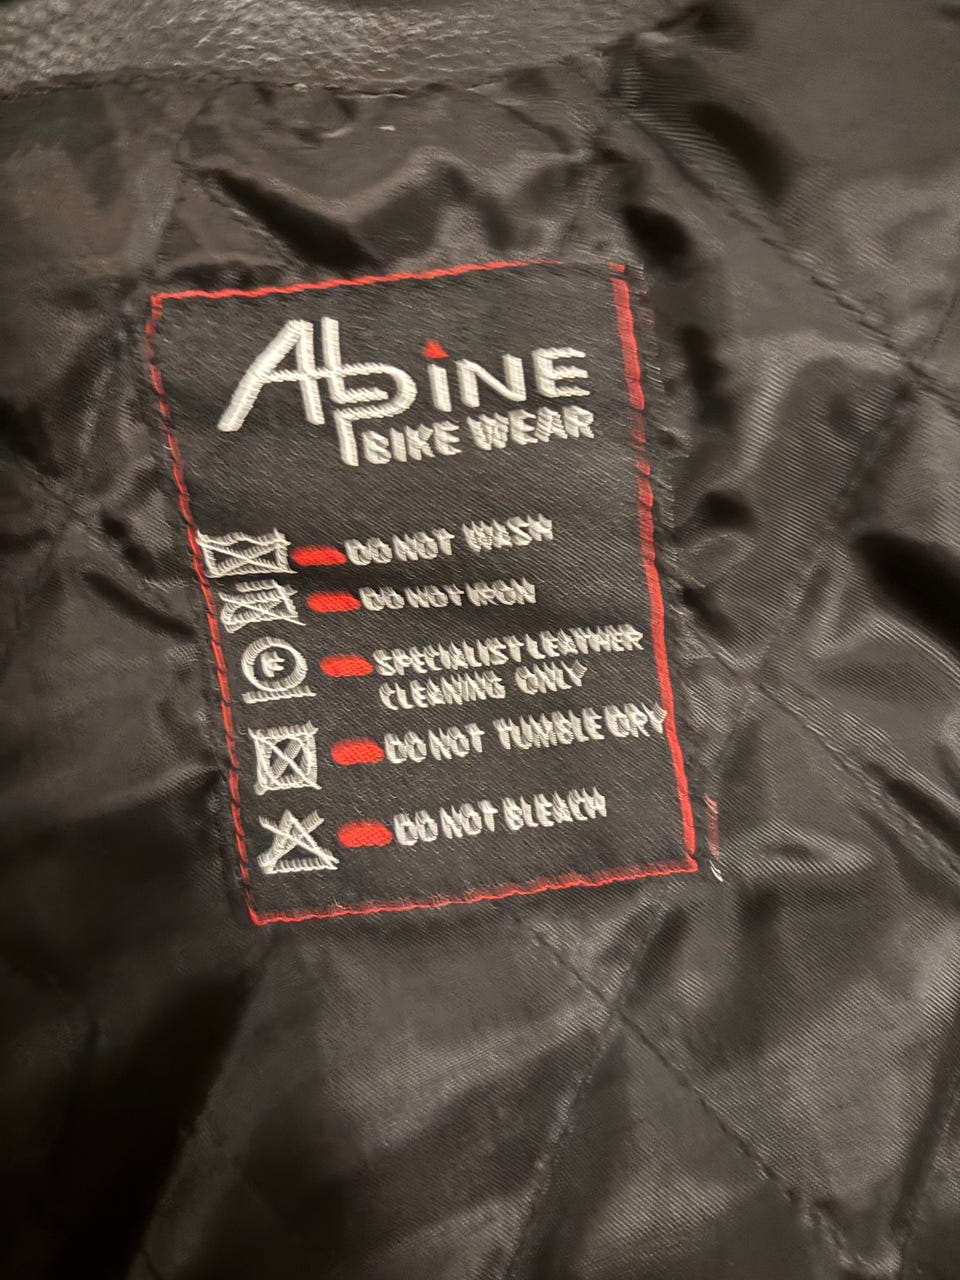 Alpine
BIKE WEAR
DO NOT WASH
DO NOT IRON
F SPECIALIST LEATHER
CLEANING ONLY
DO NOT TUMBLE DRY
DO NOT BLEACH